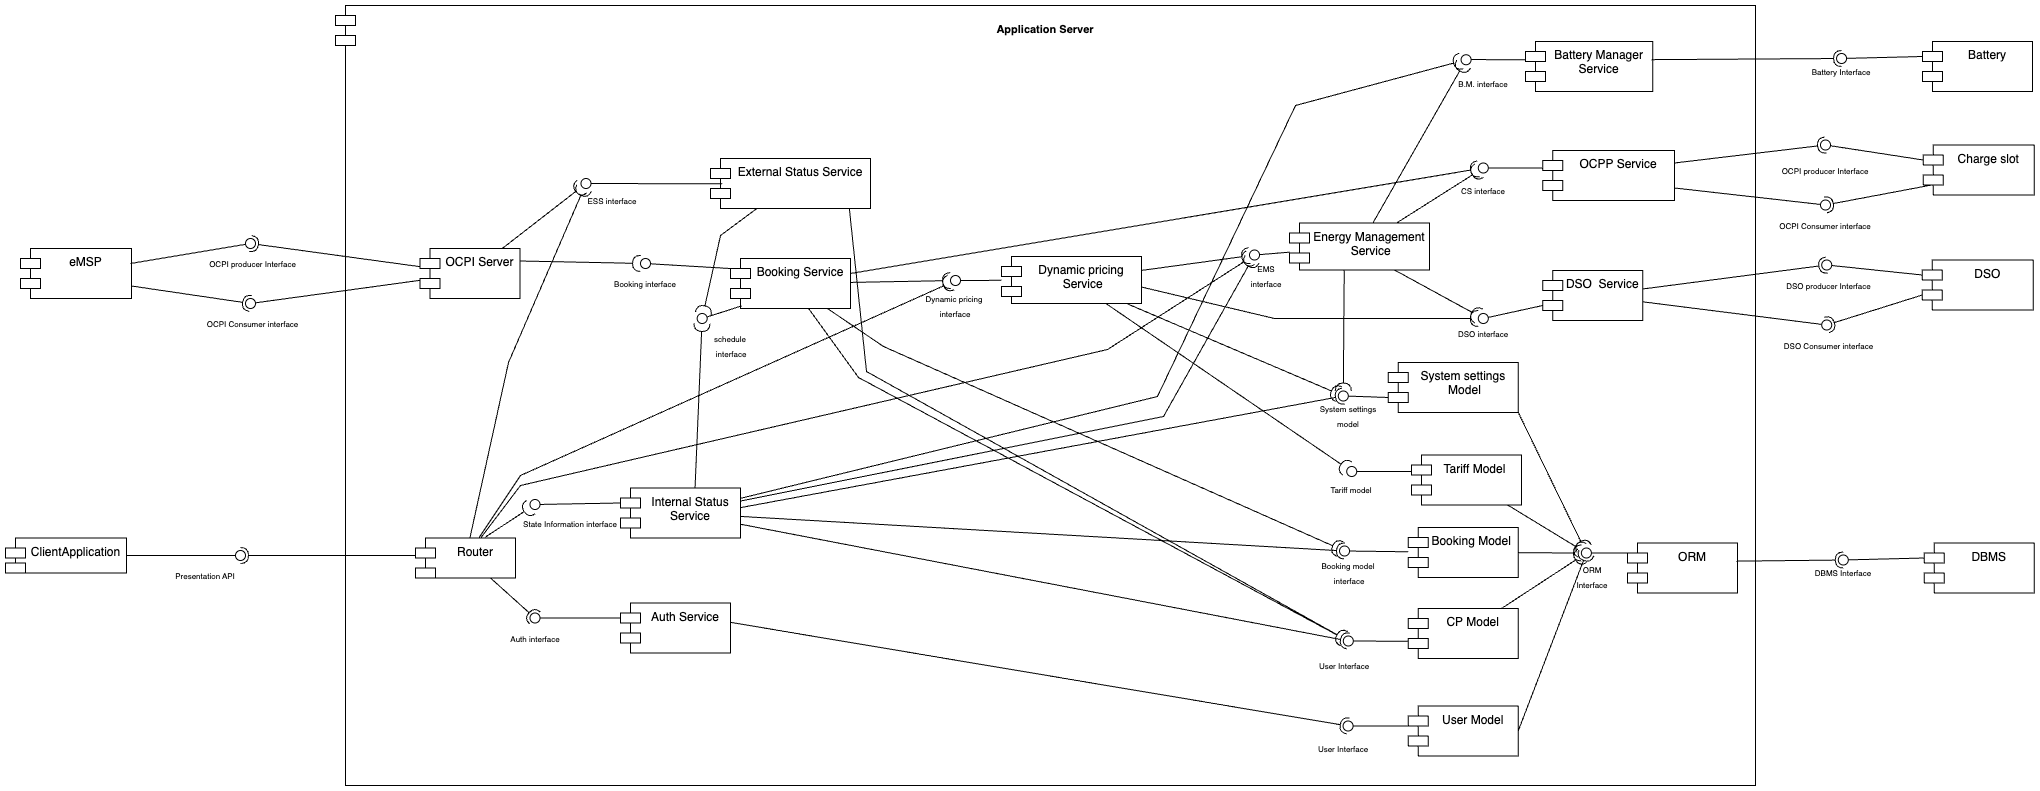 Application Server
Battery Manager
Service
B.M. interface
Battery Interface
Battery
External Status Service
ESS interface
OCPP Service
CS interface
OCPI producer Interface
OCPI Consumer interface
Charge slot
eMSP
OCPI producer Interface
OCPI Consumer interface
OCPI Server
Booking interface
Booking Service
schedule
interface
Dynamic pricing
interface
Dynamic pricing
Service
EMS
interface
Energy Management
Service
DSO interface
DSO  Service
DSO producer Interface
DSO Consumer interface
DSO
System settings
Model
System settings
model
Tariff Model
Tariff model
Internal Status
Service
State Information interface
Booking Model
Booking model
interface
ClientApplication
Presentation API
Router
ORM
Interface
ORM
DBMS Interface
DBMS
Auth interface
Auth Service
CP Model
User Interface
User Model
User Interface